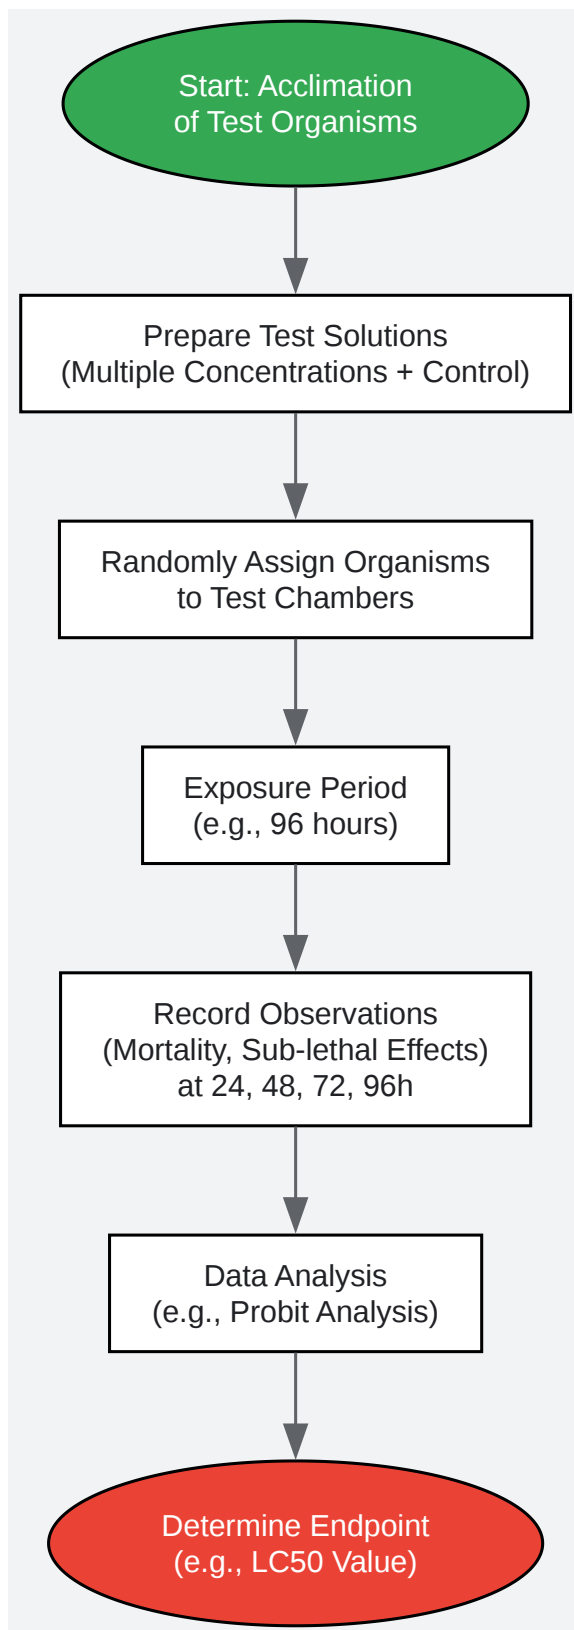 Start: Acclimation
of Test Organisms
Prepare Test Solutions
(Multiple Concentrations + Control)
Randomly Assign Organisms
to Test Chambers
Exposure Period
(e.g., 96 hours)
Record Observations
(Mortality, Sub-lethal Effects)
at 24, 48, 72, 96h
Data Analysis
(e.g., Probit Analysis)
Determine Endpoint
(e.g., LC50 Value)